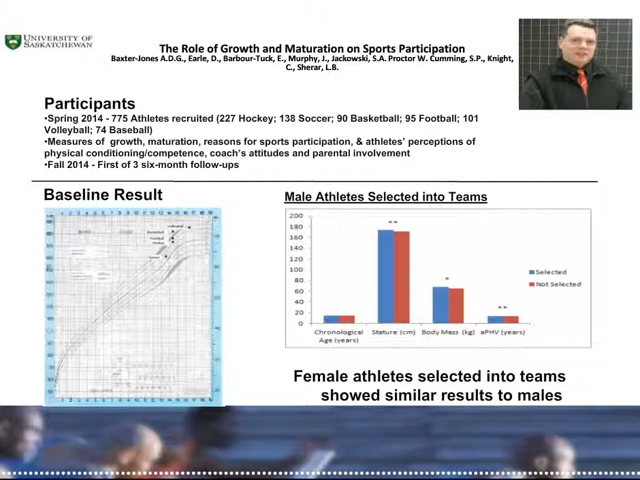 UNIVERSITY OF
SASKATCHEWAN
The Role of Growth and Maturation on Sports Participation
Baxter-Jones A.D.G., Earle, D., Barbour-Tuck, E., Murphy, J., Jackowski, S.A. Proctor W. Cumming, S.P., Knight,
C., Sherar, L.B.
Participants
•Spring 2014 - 775 Athletes recruited (227 Hockey; 138 Soccer; 90 Basketball; 95 Football; 101
Volleyball; 74 Baseball)
•Measures of growth, maturation, reasons for sports participation, & athletes' perceptions of
physical conditioning/competence, coach's attitudes and parental involvement
•Fall 2014 - First of 3 six-month follow-ups
Baseline Result
Male Athletes Selected into Teams
200
180
160
140
120
100
80
60
40
20
0
**
*
**
Selected
Not Selected
Chronological
Age (years)
Stature (cm)
Body Mass (kg)
aPHV (years)
Female athletes selected into teams
showed similar results to males